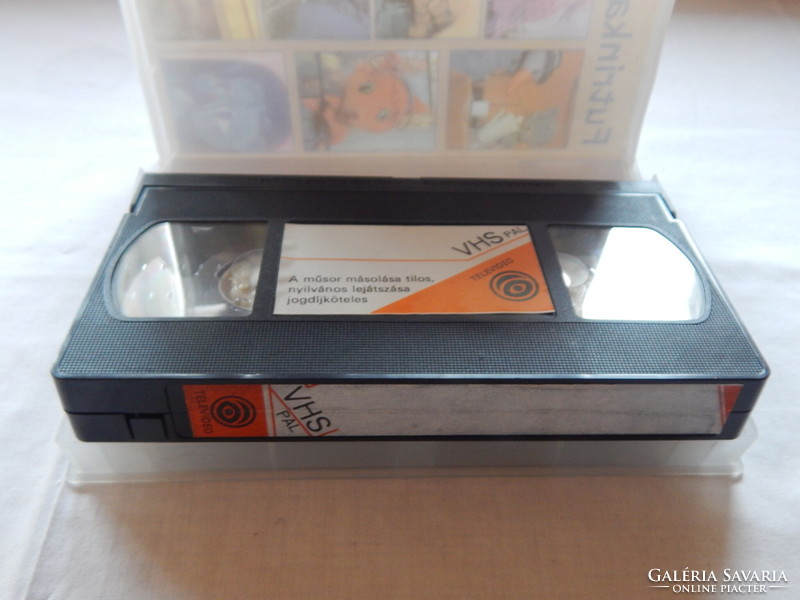 Futrinka
VHS PAL
TELEVIDEO
A műsor másolása tilos,
nyilvános lejátszása
jogdíjköteles
TELEVIDEO
VHS
PAL
GALÉRIA SAVARIA
ONLINE PIACTÉR